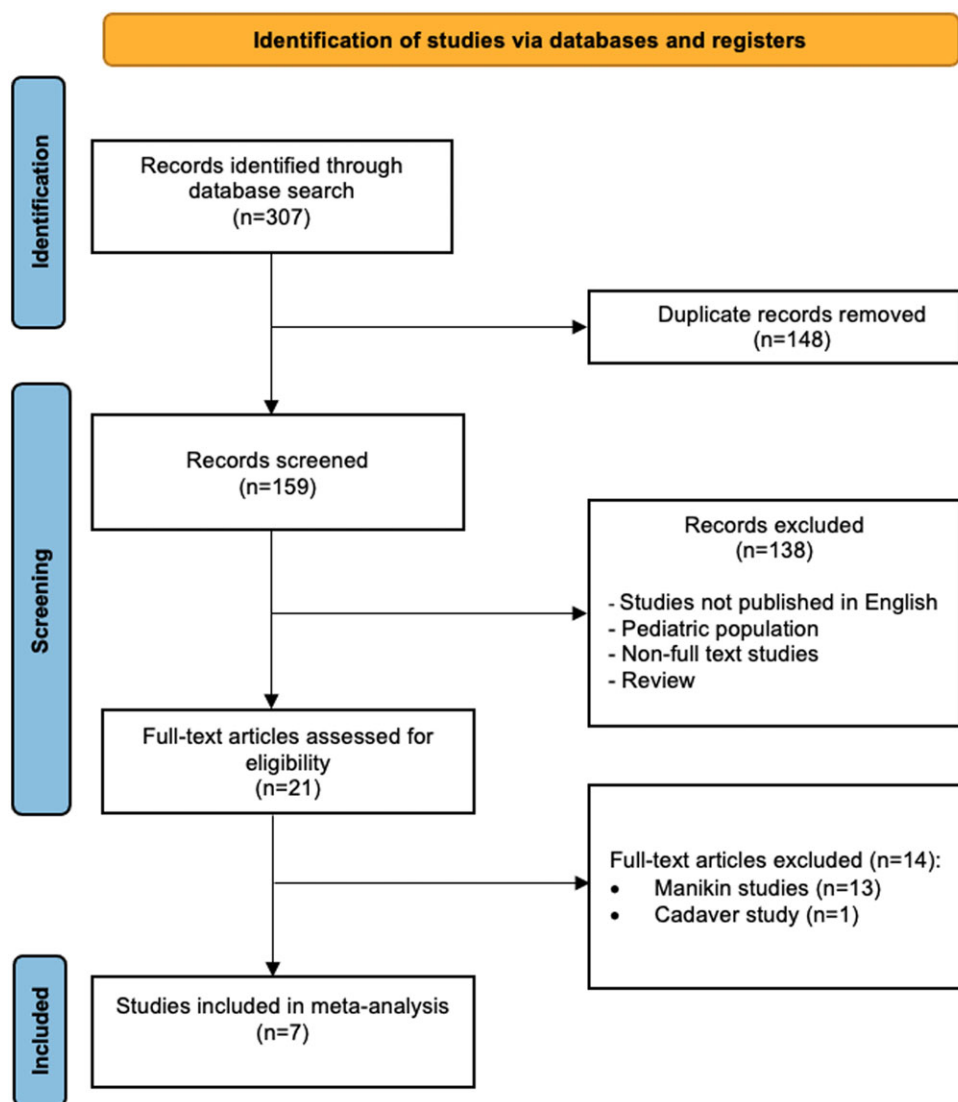 Identification of studies via databases and registers
Identification
Records identified through
database search
(n=307)
Duplicate records removed
(n=148)
Screening
Records screened
(n=159)
Records excluded
(n=138)
- Studies not published in English
- Pediatric population
- Non-full text studies
- Review
Full-text articles assessed for
eligibility
(n=21)
Full-text articles excluded (n=14):
• Manikin studies (n=13)
• Cadaver study (n=1)
Included
Studies included in meta-analysis
(n=7)